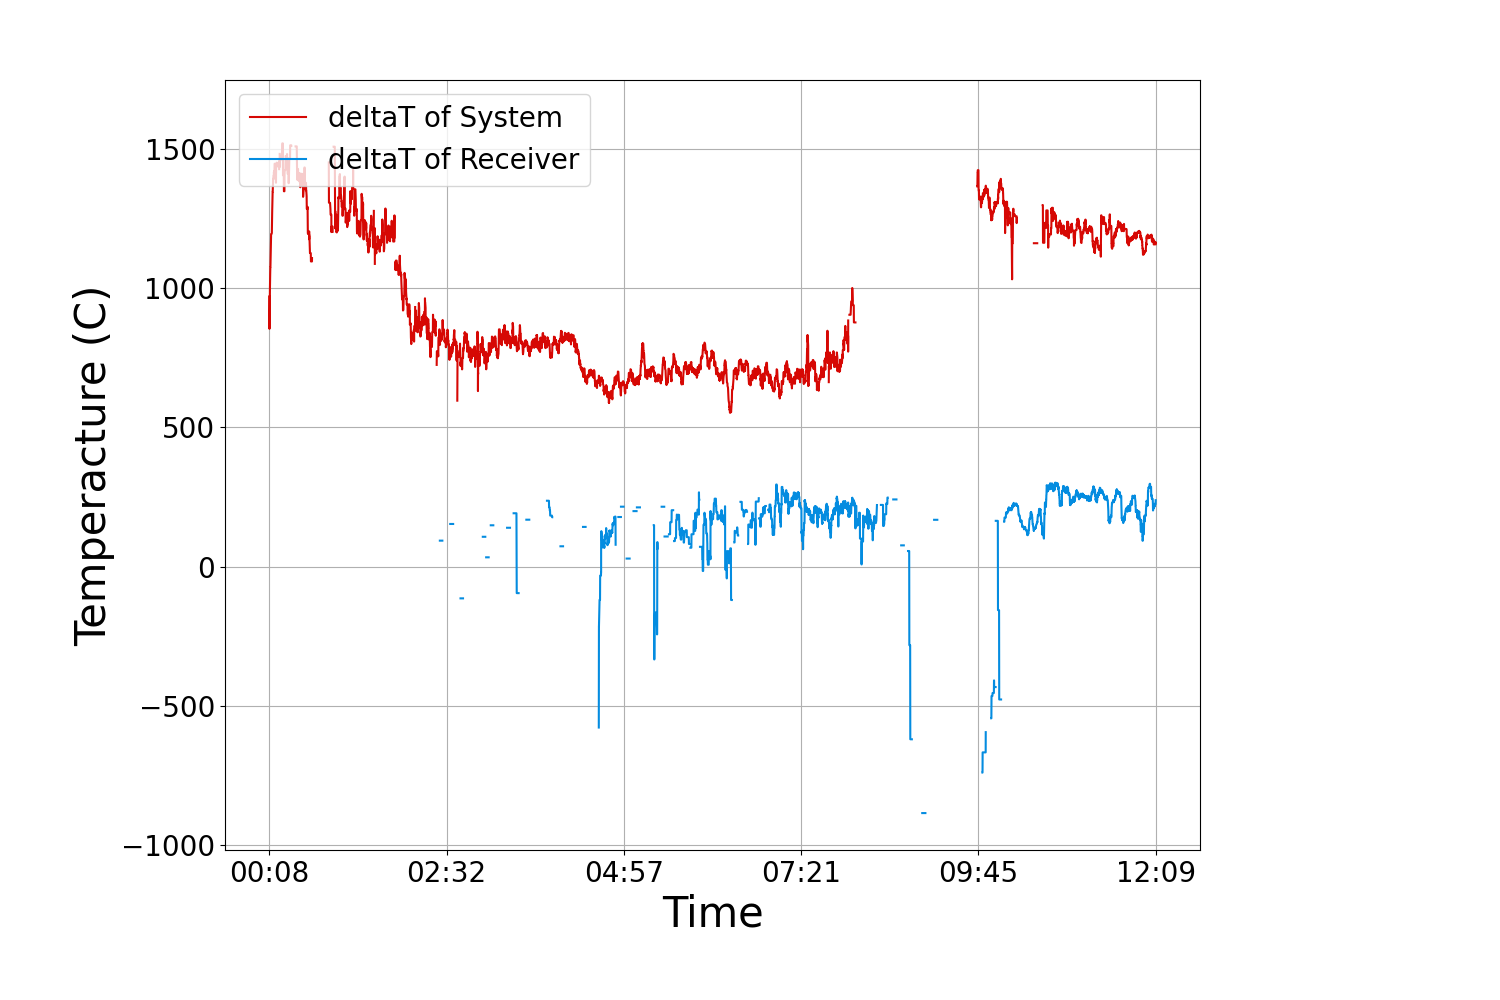 deltaT of System
deltaT of Receiver
1500
1000
500
0
−500
−1000
Temperacture (C)
00:08 02:32 04:57 07:21 09:45 12:09
Time